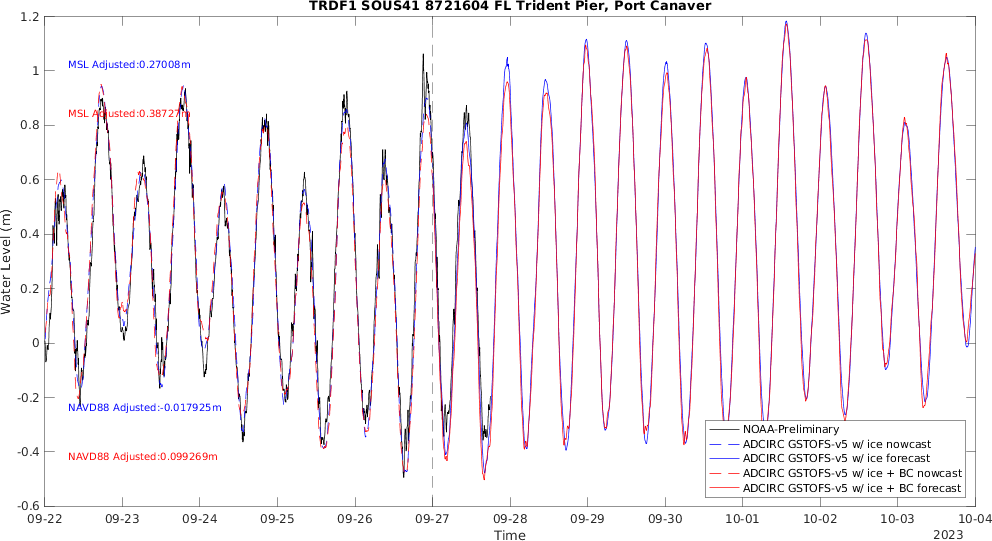 TRDF1 SOUS41 8721604 FL Trident Pier, Port Canaver
1.2
1
0.8
0.6
0.4
0.2
0
-0.2
-0.4
-0.6
Water Level (m)
MSL Adjusted:0.27008m
MSL Adjusted:0.38727m
NAVD88 Adjusted:-0.017925m
NAVD88 Adjusted:0.099269m
NOAA-Preliminary
ADCIRC GSTOFS-v5 w/ ice nowcast
ADCIRC GSTOFS-v5 w/ ice forecast
ADCIRC GSTOFS-v5 w/ ice + BC nowcast
ADCIRC GSTOFS-v5 w/ ice + BC forecast
09-22 09-23 09-24 09-25 09-26 09-27 09-28 09-29 09-30 10-01 10-02 10-03 10-04
Time
2023